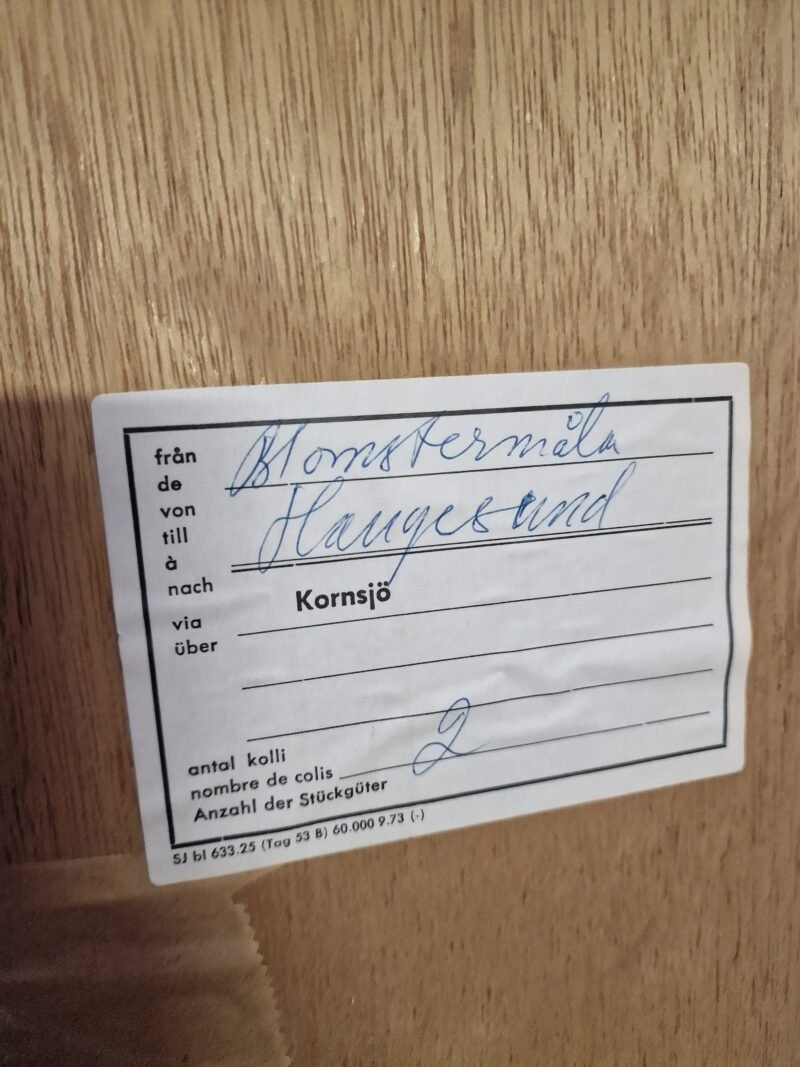 från Blomstermåla
de
von
till Haugesund
à
nach
via Kornsjö
über
antal kolli
nombre de colis 2
Anzahl der Stückgüter
SJ bl 633.25 (Tag 53 B) 60.000 9.73 (-)